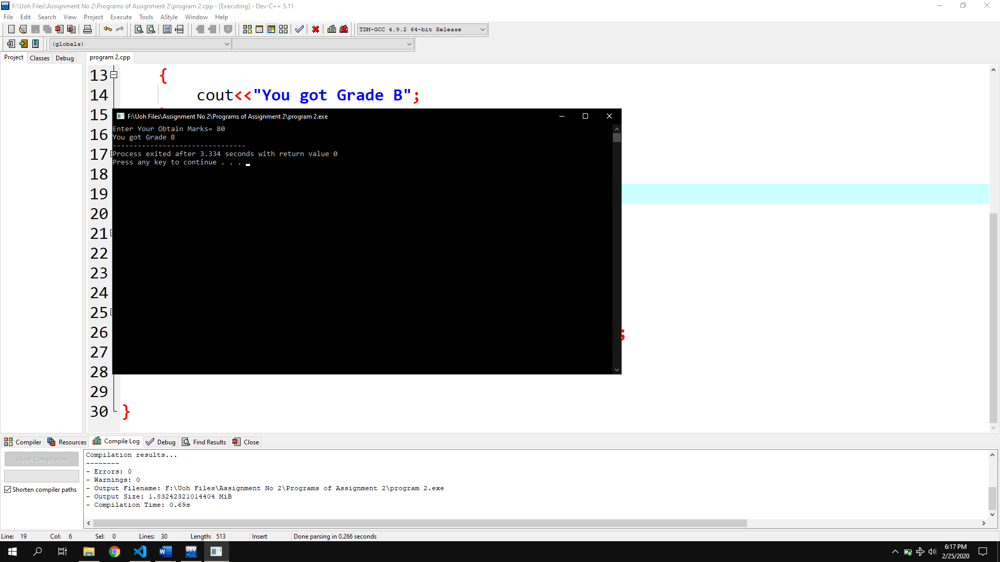 F:\Uoh Files\Assignment No 2\Programs of Assignment 2\program 2.cpp - [Executing] - Dev-C++ 5.11
File Edit Search View Project Execute Tools AStyle Window Help
TDM-GCC 4.9.2 64-bit Release
(globals)
Project Classes Debug
program 2.cpp
13 {
14 cout<<"You got Grade B";
15
F:\Uoh Files\Assignment No 2\Programs of Assignment 2\program 2.exe
Enter Your Obtain Marks= 80
16
You got Grade B
--------------------------------
17
Process exited after 3.334 seconds with return value 0
Press any key to continue . . .
18
19
20
21
22
23
24
25
26 ;
27
28
29
30 }
Compiler Resources Compile Log Debug Find Results Close
Abort Compilation
Shorten compiler paths
Compilation results...
--------
- Errors: 0
- Warnings: 0
- Output Filename: F:\Uoh Files\Assignment No 2\Programs of Assignment 2\program 2.exe
- Output Size: 1.83242321014404 MiB
- Compilation Time: 0.69s
Line: 19 Col: 6 Sel: 0 Lines: 30 Length: 513 Insert Done parsing in 0.266 seconds
DEV
6:17 PM
2/25/2020